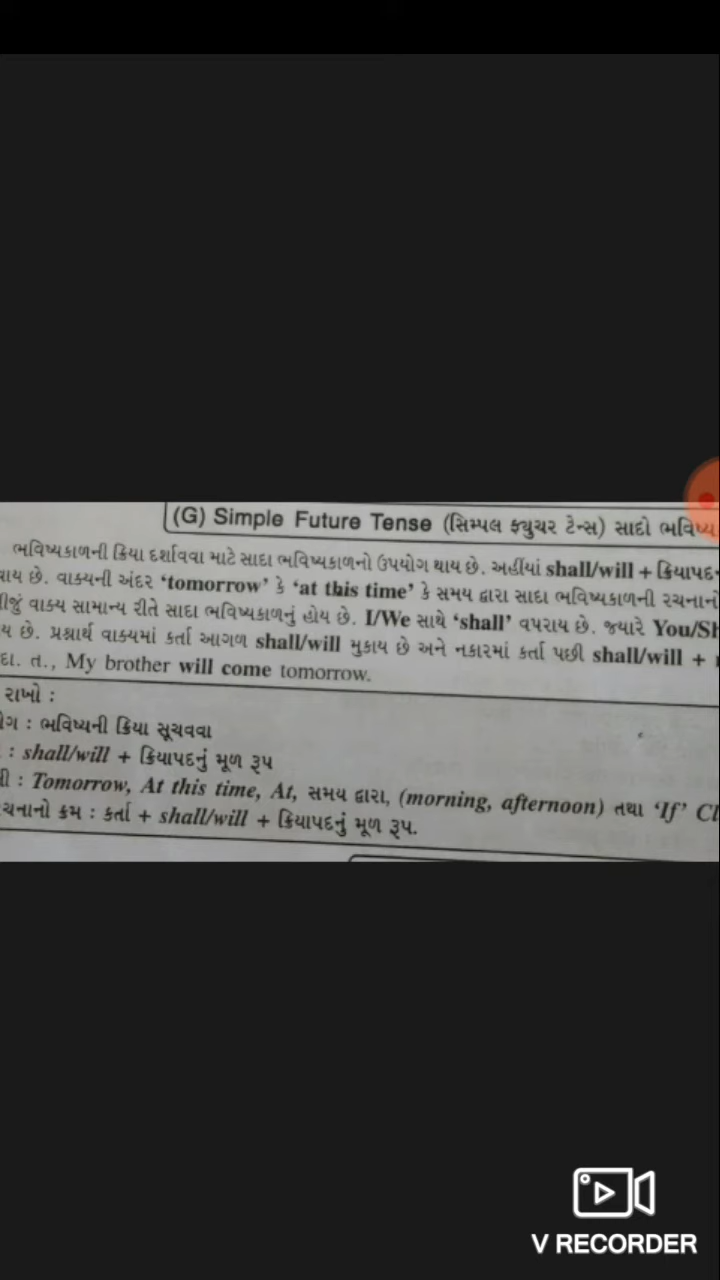 (G) Simple Future Tense (સિમ્પલ ફ્યુચર ટેન્સ) સાદો ભવિષ્ય
ભવિષ્યકાળની ક્રિયા દર્શાવવા માટે સાદા ભવિષ્યકાળનો ઉપયોગ થાય છે. અહીંયાં shall/will + ક્રિયાપદ
વાય છે. વાક્યની અંદર ‘tomorrow’ કે ‘at this time’ કે સમય દ્વારા સાદા ભવિષ્યકાળની રચનાનો
વાક્ય સામાન્ય રીતે સાદા ભવિષ્યકાળનું હોય છે. I/We સાથે ‘shall’ વપરાય છે. જ્યારે You/Sh
ય છે. પ્રશ્નાર્થ વાક્યમાં કર્તા આગળ shall/will મુકાય છે અને નકારમાં કર્તા પછી shall/will +
દા. ત., My brother will come tomorrow.
રાખો :
ગ : ભવિષ્યની ક્રિયા સૂચવવા
: shall/will + ક્રિયાપદનું મૂળ રૂપ
ી : Tomorrow, At this time, At, સમય દ્વારા, (morning, afternoon) તથા ‘If’ Cl
ચનાનો ક્રમ : કર્તા + shall/will + ક્રિયાપદનું મૂળ રૂપ.
V RECORDER